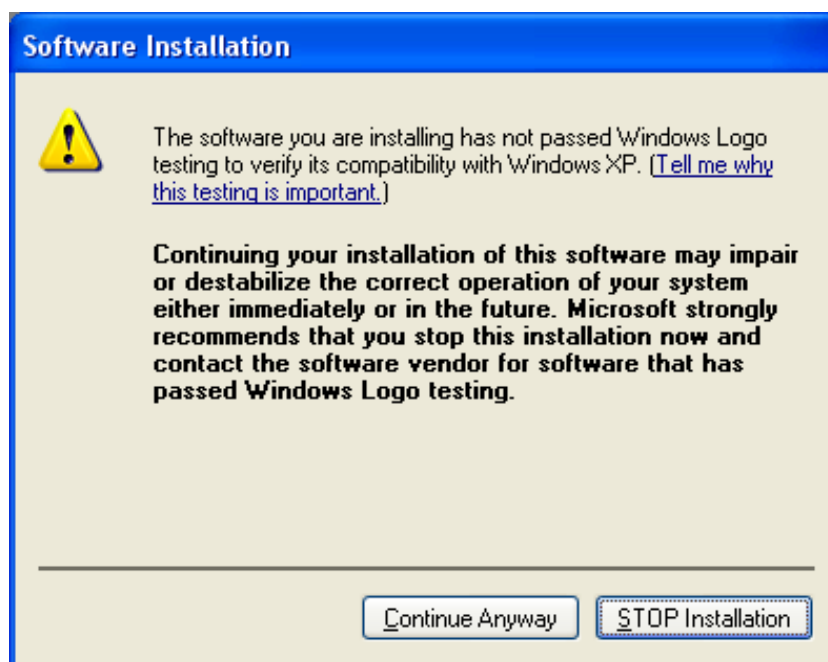 Software Installation
The software you are installing has not passed Windows Logo
testing to verify its compatibility with Windows XP. (Tell me why
this testing is important.)
Continuing your installation of this software may impair
or destabilize the correct operation of your system
either immediately or in the future. Microsoft strongly
recommends that you stop this installation now and
contact the software vendor for software that has
passed Windows Logo testing.
Continue Anyway
STOP Installation